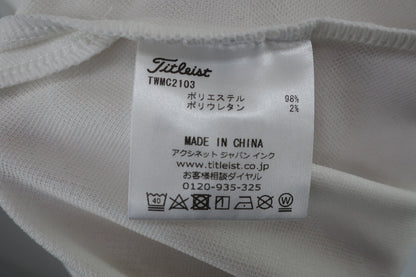 Titleist
TWMC2103
ポリエステル 98%
ポリウレタン 2%
MADE IN CHINA
アクシネット ジャパン インク
www.titleist.co.jp
お客様相談ダイヤル
0120-935-325
40 W